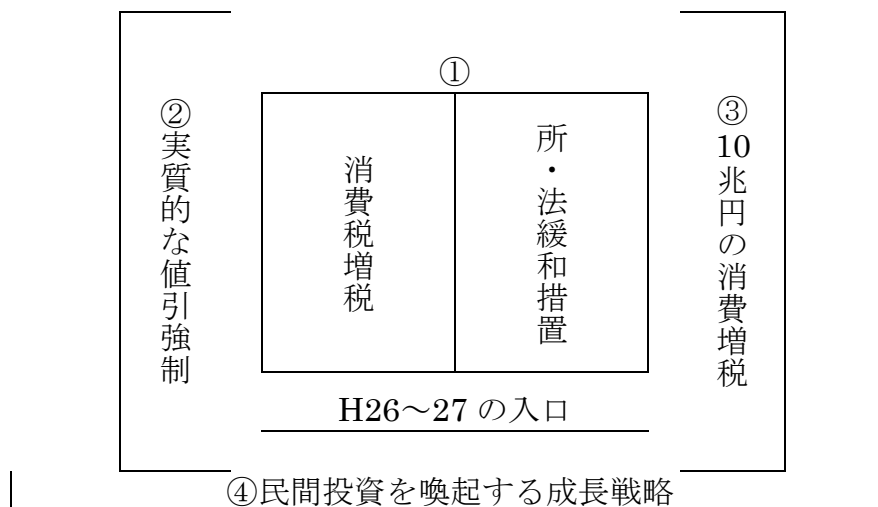 ①
②実質的な値引強制
消費税増税
所・法緩和措置
③10兆円の消費増税
H26～27 の入口
④民間投資を喚起する成長戦略